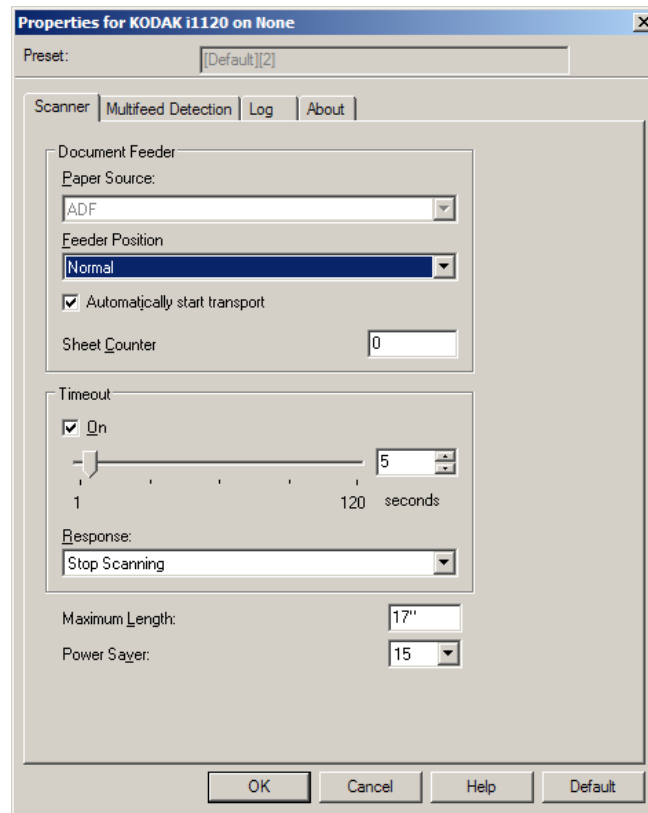 Properties for KODAK i1120 on None
Preset:
[Default][2]
Scanner
Multifeed Detection
Log
About
Document Feeder
Paper Source:
ADF
Feeder Position
Normal
Automatically start transport
Sheet Counter
0
Timeout
On
5
1
120
seconds
Response:
Stop Scanning
Maximum Length:
17"
Power Saver:
15
OK
Cancel
Help
Default